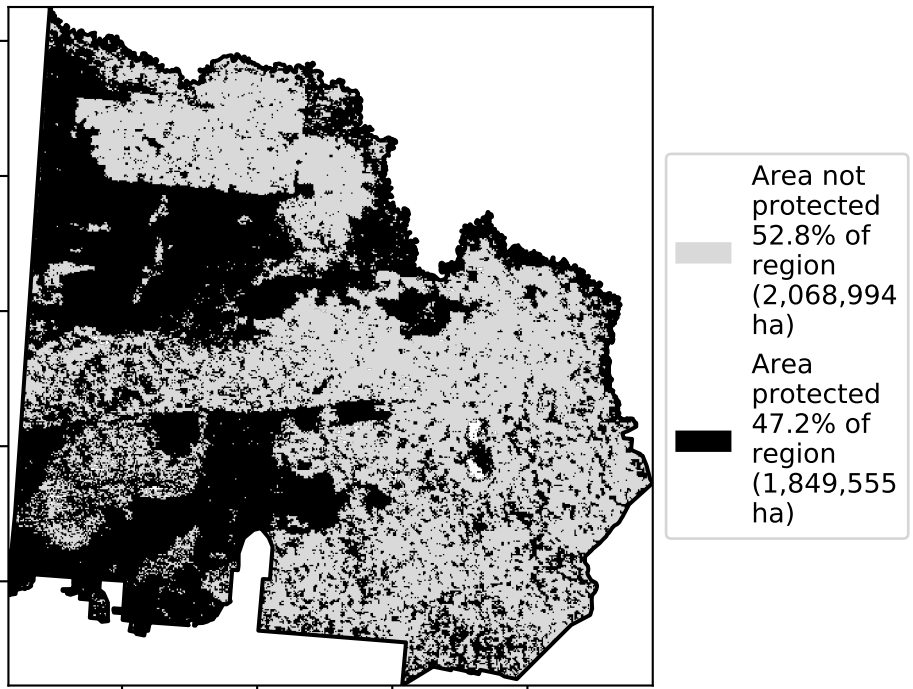 Area not
protected
52.8% of
region
(2,068,994
ha)
Area
protected
47.2% of
region
(1,849,555
ha)